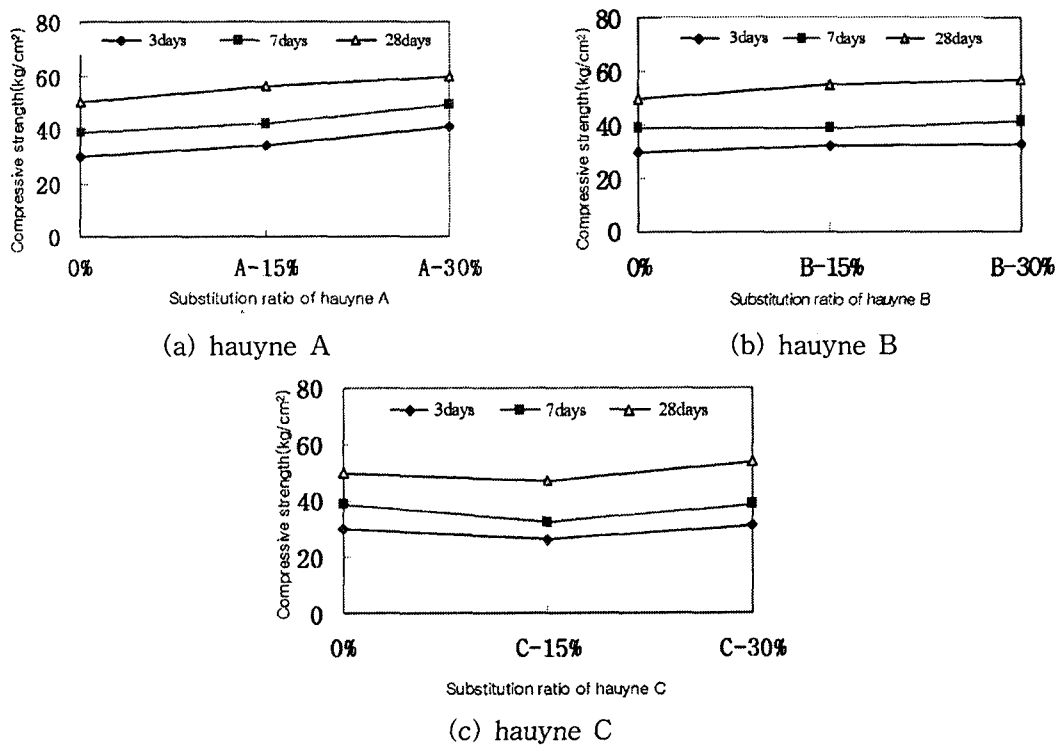 Compressive strength(kg/cm²)
80
60
40
20
0
3days 7days 28days
0% A-15% A-30%
Substitution ratio of hauyne A
(a) hauyne A
Compressive strength(kg/cm²)
80
60
40
20
0
3days 7days 28days
0% B-15% B-30%
Substitution ratio of hauyne B
(b) hauyne B
Compressive strength(kg/cm²)
80
60
40
20
0
3days 7days 28days
0% C-15% C-30%
Substitution ratio of hauyne C
(c) hauyne C